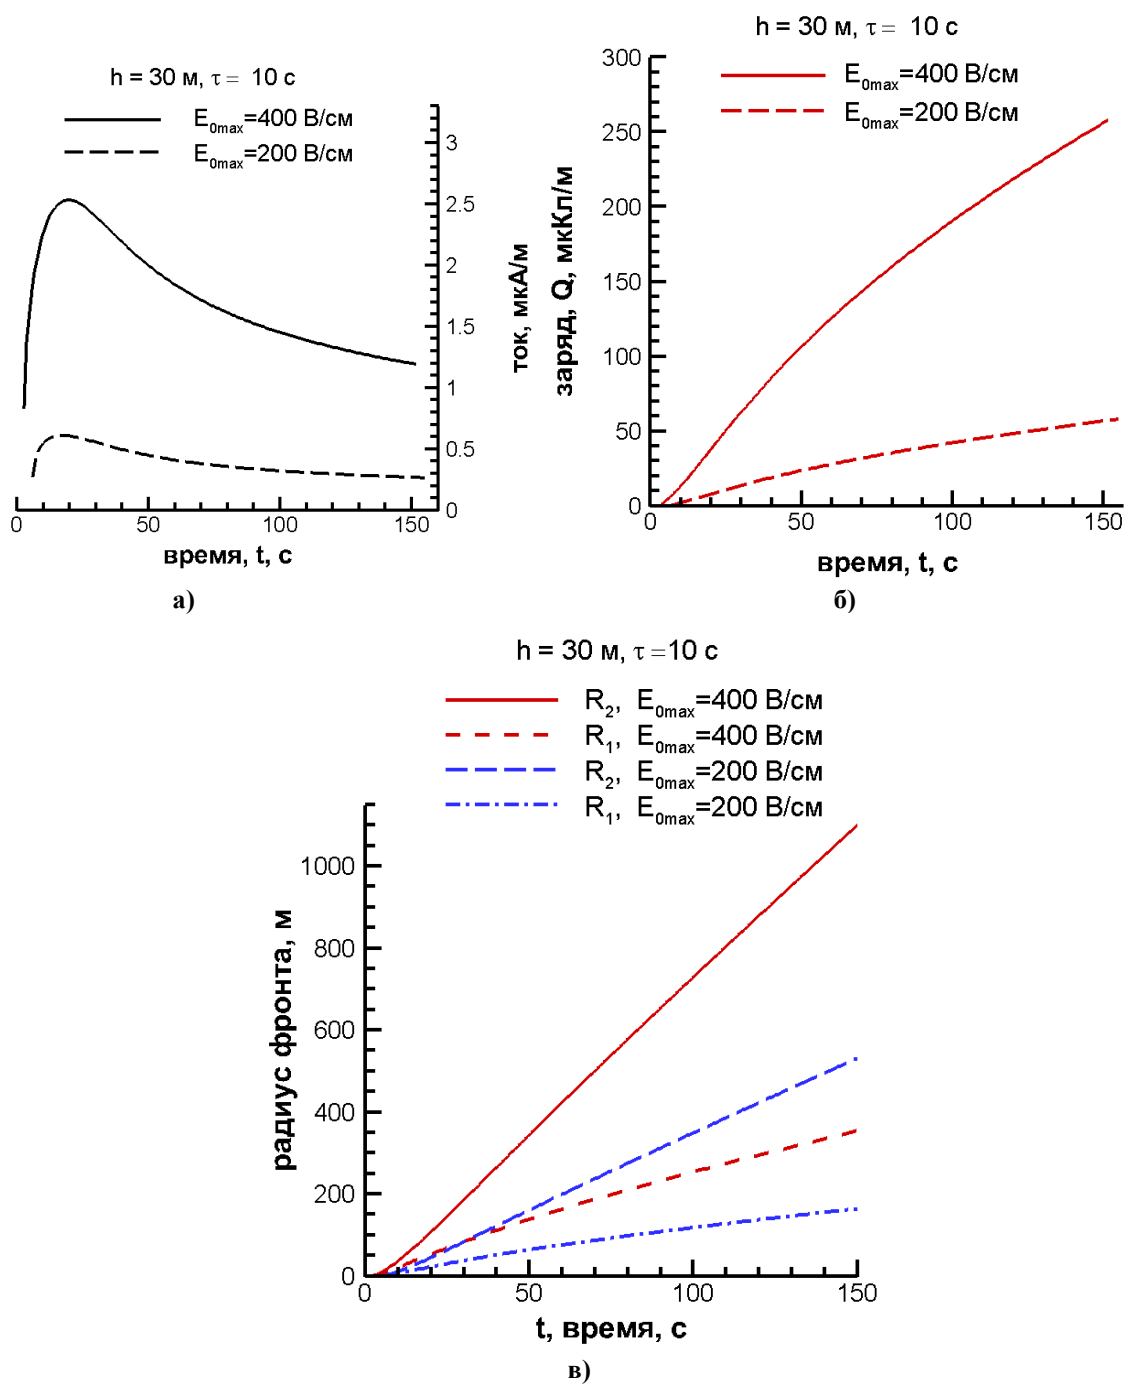 h = 30 м, τ = 10 с
E0max=400 В/см
E0max=200 В/см
3
2.5
2
1.5
1
0.5
0
ток, мкА/м
0 50 100 150
время, t, с
а)
h = 30 м, τ = 10 с
E0max=400 В/см
E0max=200 В/см
300
250
200
150
100
50
0
заряд, Q, мкКл/м
0 50 100 150
время, t, с
б)
h = 30 м, τ =10 с
R2, E0max=400 В/см
R1, E0max=400 В/см
R2, E0max=200 В/см
R1, E0max=200 В/см
1000
800
600
400
200
0
радиус фронта, м
0 50 100 150
t, время, с
в)